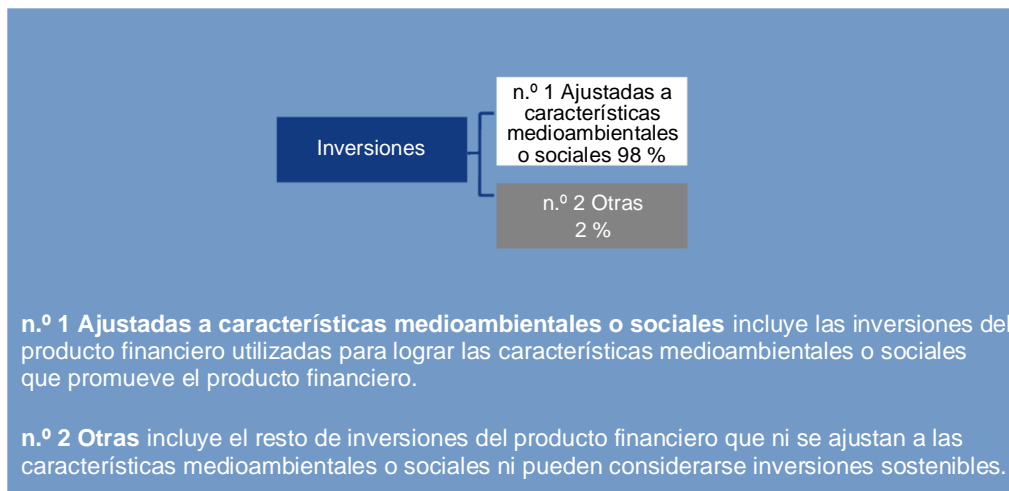 Inversiones
n.º 1 Ajustadas a
características
medioambientales
o sociales 98 %
n.º 2 Otras
2 %
n.º 1 Ajustadas a características medioambientales o sociales incluye las inversiones del
producto financiero utilizadas para lograr las características medioambientales o sociales
que promueve el producto financiero.
n.º 2 Otras incluye el resto de inversiones del producto financiero que ni se ajustan a las
características medioambientales o sociales ni pueden considerarse inversiones sostenibles.